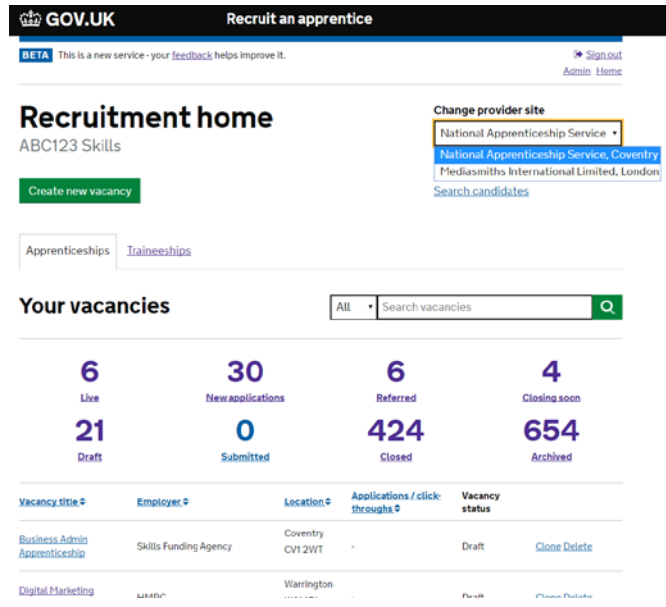 GOV.UK Recruit an apprentice
BETA This is a new service - your feedback helps improve it.
Sign out
Admin Home
Recruitment home
ABC123 Skills
Create new vacancy
Change provider site
National Apprenticeship Service
National Apprenticeship Service, Coventry
Mediasmiths International Limited, London
Search candidates
Apprenticeships Traineeships
Your vacancies
All Search vacancies
6 30 6 4
Live New applications Referred Closing soon
21 0 424 654
Draft Submitted Closed Archived
Vacancy title Employer Location Applications / click-throughs Vacancy status
Business Admin Apprenticeship Skills Funding Agency Coventry CV1 2WT - Draft Clone Delete
Digital Marketing HMRC Warrington Draft Clone Delete